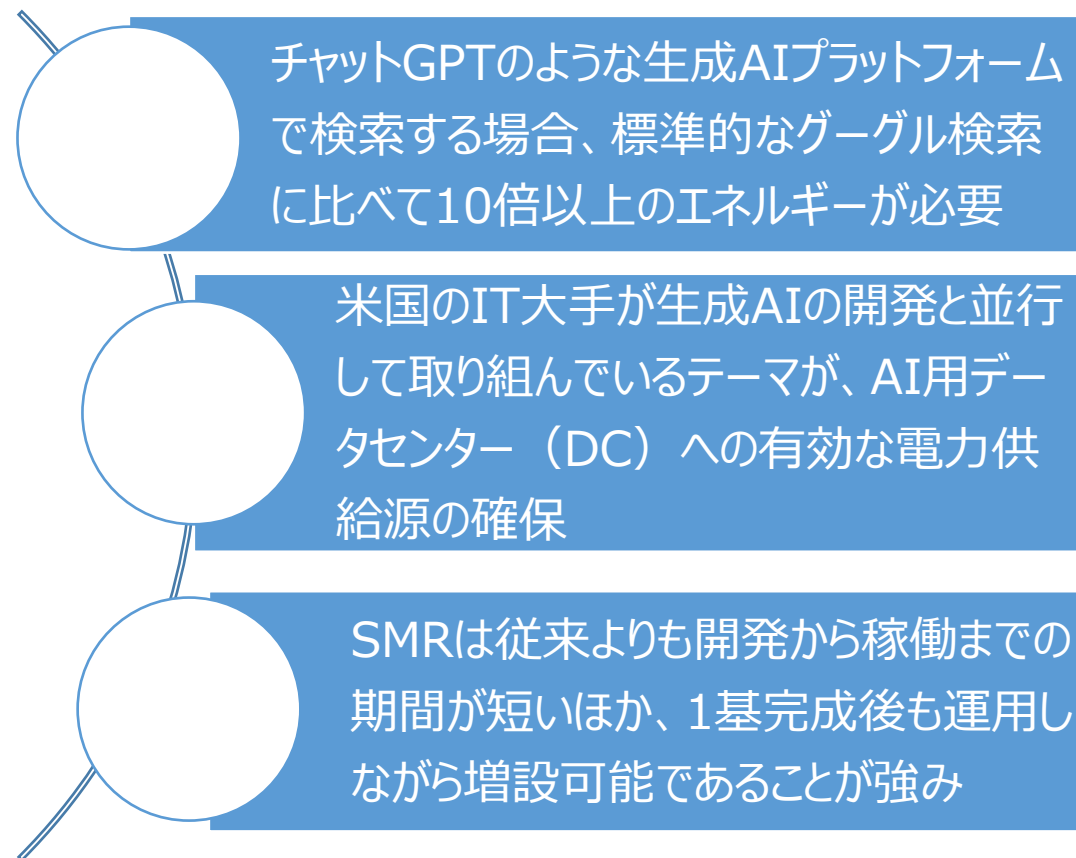 チャットGPTのような生成AIプラットフォーム
で検索する場合、標準的なグーグル検索
に比べて10倍以上のエネルギーが必要
米国のIT大手が生成AIの開発と並行
して取り組んでいるテーマが、AI用デー
タセンター（DC）への有効な電力供
給源の確保
SMRは従来よりも開発から稼働までの
期間が短いほか、1基完成後も運用し
ながら増設可能であることが強み